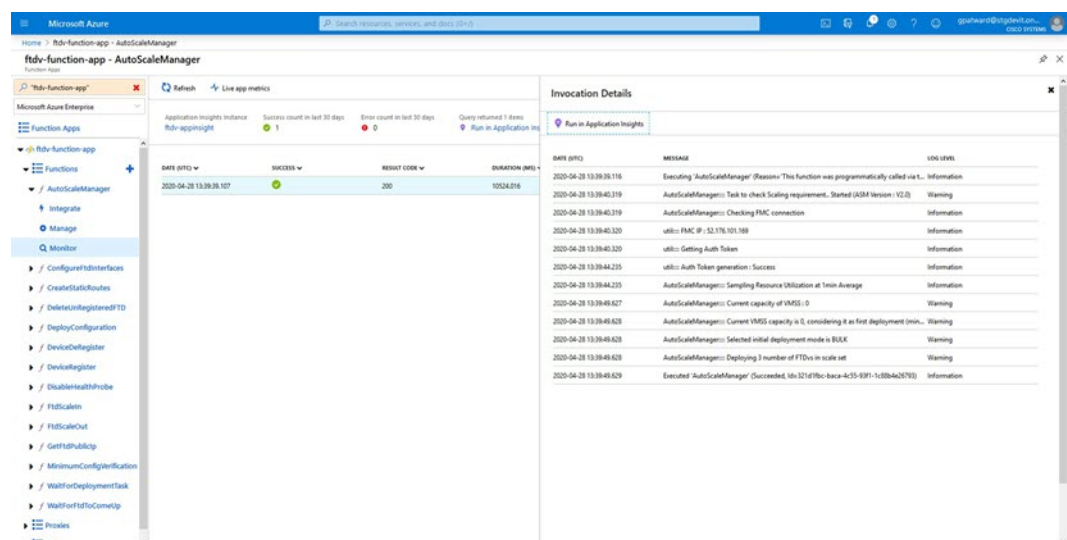 Microsoft Azure
Search resources, services, and docs (G+/)
gpatward@stgdevit.on...
CISCO SYSTEMS
Home > ftdv-function-app - AutoScaleManager
ftdv-function-app - AutoScaleManager
Function Apps
"ftdv-function-app"
Microsoft Azure Enterprise
Function Apps
ftdv-function-app
Functions
AutoScaleManager
Integrate
Manage
Monitor
ConfigureFtdInterfaces
CreateStaticRoutes
DeleteUnRegisteredFTD
DeployConfiguration
DeviceDeRegister
DeviceRegister
DisableHealthProbe
FtdScaleIn
FtdScaleOut
GetFtdPublicIp
MinimumConfigVerification
WaitForDeploymentTask
WaitForFtdToComeUp
Proxies
Refresh Live app metrics
Application Insights Instance Success count in last 30 days Error count in last 30 days Query returned 1 items
ftdv-appinsight 1 0 Run in Application Ins
DATE (UTC) SUCCESS RESULT CODE DURATION (MS)
2020-04-28 13:39:39.107 200 10524.016
Invocation Details
Run in Application Insights
DATE (UTC) MESSAGE LOG LEVEL
2020-04-28 13:39:39.116 Executing 'AutoScaleManager' (Reason='This function was programmatically called via t... Information
2020-04-28 13:39:40.319 AutoScaleManager::: Task to check Scaling requirement.. Started (ASM Version : V2.0) Warning
2020-04-28 13:39:40.319 AutoScaleManager::: Checking FMC connection Information
2020-04-28 13:39:40.320 util::: FMC IP : 52.176.101.169 Information
2020-04-28 13:39:40.320 util::: Getting Auth Token Information
2020-04-28 13:39:44.235 util::: Auth Token generation : Success Information
2020-04-28 13:39:44.235 AutoScaleManager::: Sampling Resource Utilization at 1min Average Information
2020-04-28 13:39:49.627 AutoScaleManager::: Current capacity of VMSS : 0 Warning
2020-04-28 13:39:49.628 AutoScaleManager::: Current VMSS capacity is 0, considering it as first deployment (min... Warning
2020-04-28 13:39:49.628 AutoScaleManager::: Selected initial deployment mode is BULK Warning
2020-04-28 13:39:49.628 AutoScaleManager::: Deploying 3 number of FTDvs in scale set Warning
2020-04-28 13:39:49.629 Executed 'AutoScaleManager' (Succeeded, Id=321d1fbc-baca-4c55-93f1-1c88b4e26793) Information